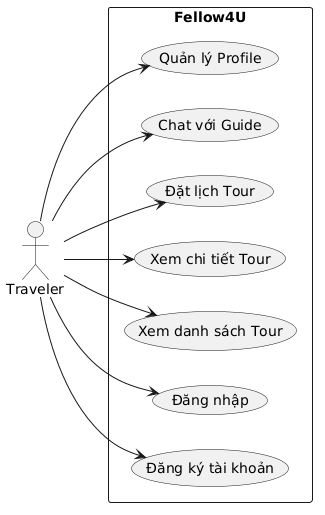 Fellow4U
Quản lý Profile
Chat với Guide
Đặt lịch Tour
Xem chi tiết Tour
Traveler
Xem danh sách Tour
Đăng nhập
Đăng ký tài khoản